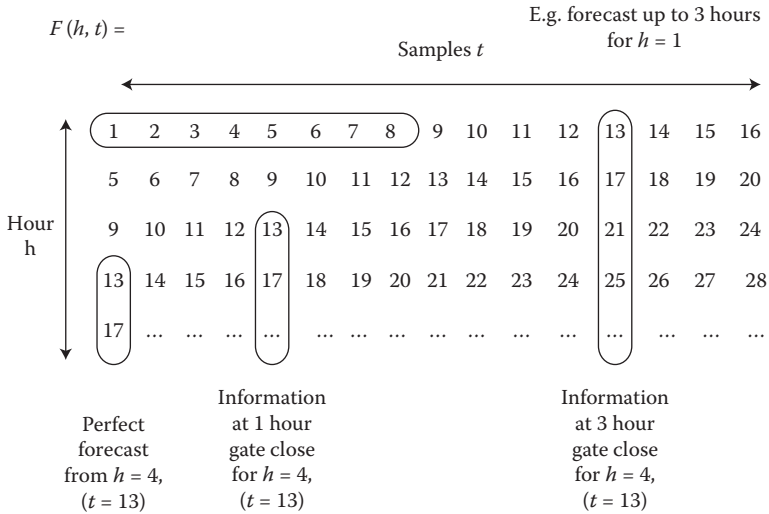 F (h, t) =
E.g. forecast up to 3 hours
for h = 1
Samples t
1 2 3 4 5 6 7 8 9 10 11 12 13 14 15 16
5 6 7 8 9 10 11 12 13 14 15 16 17 18 19 20
Hour
h
9 10 11 12 13 14 15 16 17 18 19 20 21 22 23 24
13 14 15 16 17 18 19 20 21 22 23 24 25 26 27 28
17 ... ... ... ... ... ... ... ... ... ... ... ... ... ... ...
Perfect
forecast
from h = 4,
(t = 13)
Information
at 1 hour
gate close
for h = 4,
(t = 13)
Information
at 3 hour
gate close
for h = 4,
(t = 13)